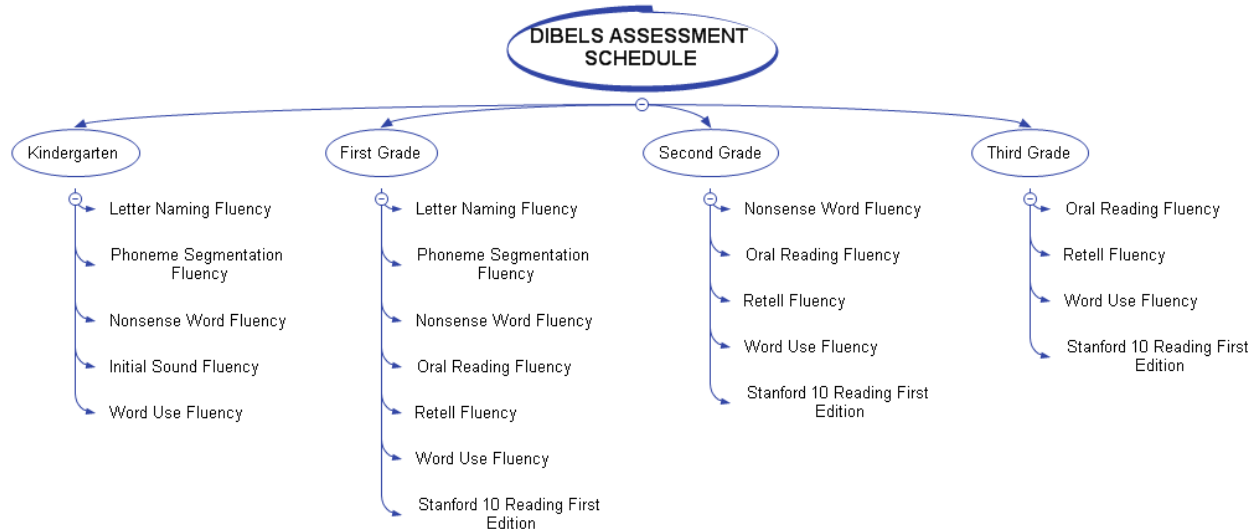 DIBELS ASSESSMENT
SCHEDULE
Kindergarten
Letter Naming Fluency
Phoneme Segmentation
Fluency
Nonsense Word Fluency
Initial Sound Fluency
Word Use Fluency
First Grade
Letter Naming Fluency
Phoneme Segmentation
Fluency
Nonsense Word Fluency
Oral Reading Fluency
Retell Fluency
Word Use Fluency
Stanford 10 Reading First
Edition
Second Grade
Nonsense Word Fluency
Oral Reading Fluency
Retell Fluency
Word Use Fluency
Stanford 10 Reading First
Edition
Third Grade
Oral Reading Fluency
Retell Fluency
Word Use Fluency
Stanford 10 Reading First
Edition